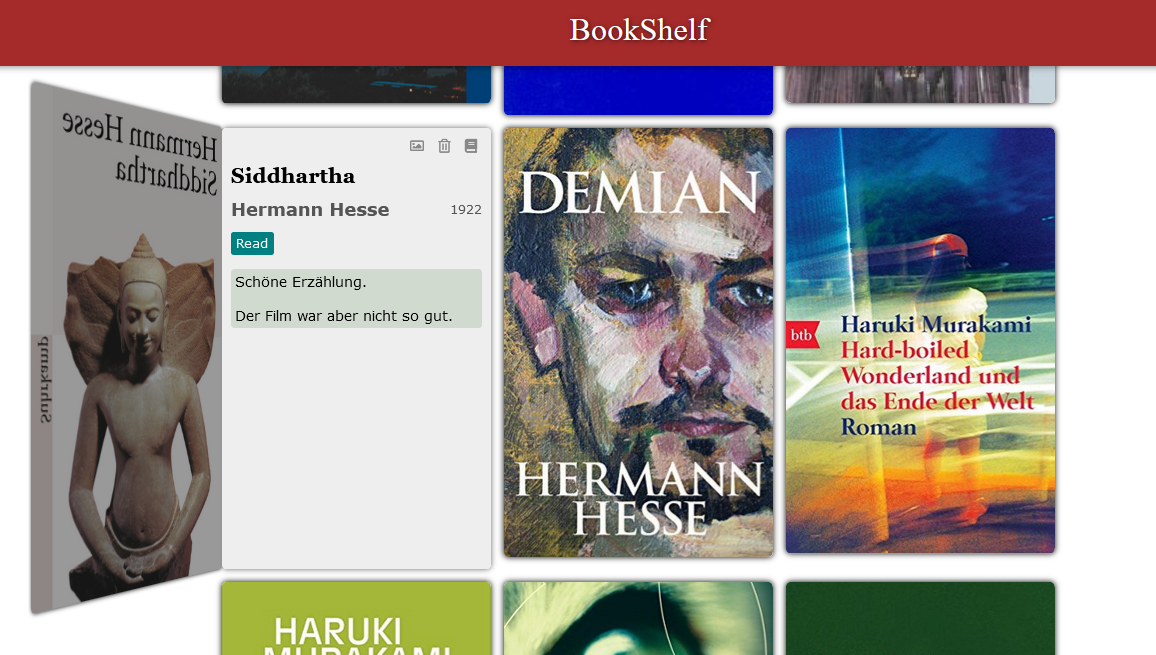 BookShelf
Hermann Hesse
Siddhartha
Suhrkamp
Siddhartha
Hermann Hesse
1922
Read
Schöne Erzählung.
Der Film war aber nicht so gut.
DEMIAN
HERMANN
HESSE
btb
Haruki Murakami
Hard-boiled
Wonderland und
das Ende der Welt
Roman
HARUKI
MURAKAMI